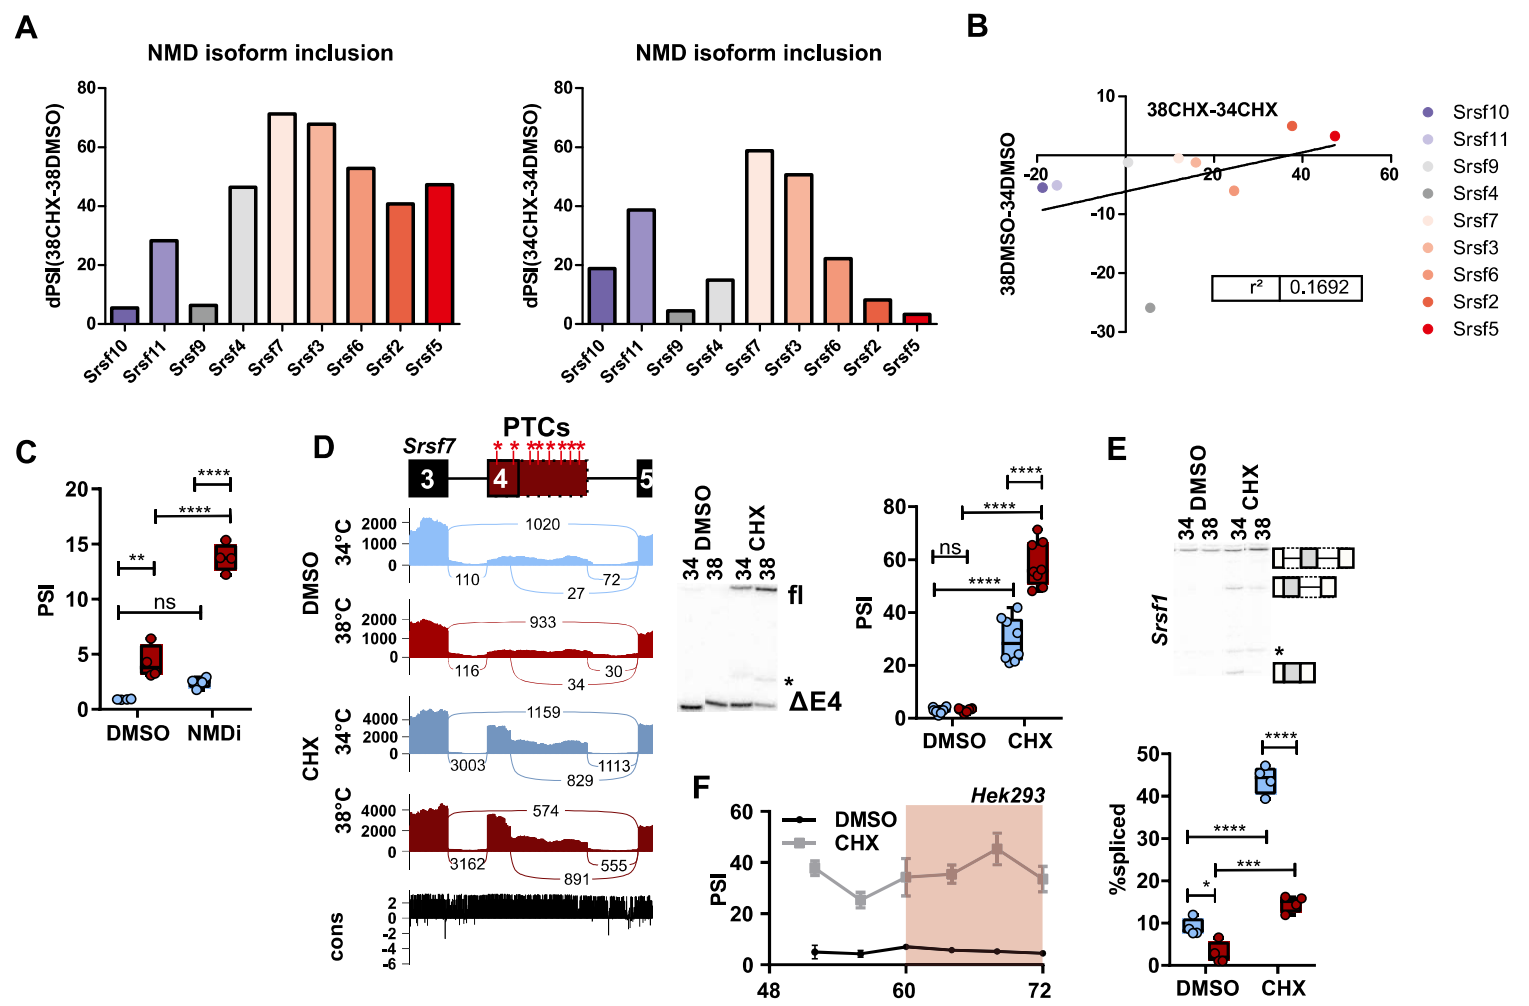 A
NMD isoform inclusion
dPSI(38CHX-38DMSO)
80
60
40
20
0
Srsf10
Srsf11
Srsf9
Srsf4
Srsf7
Srsf3
Srsf6
Srsf2
Srsf5
NMD isoform inclusion
dPSI(34CHX-34DMSO)
80
60
40
20
0
Srsf10
Srsf11
Srsf9
Srsf4
Srsf7
Srsf3
Srsf6
Srsf2
Srsf5
B
38CHX-34CHX
38DMSO-34DMSO
10
-10
-20
-30
-20
20
40
60
r² 0.1692
Srsf10
Srsf11
Srsf9
Srsf4
Srsf7
Srsf3
Srsf6
Srsf2
Srsf5
C
PSI
20
15
10
5
0
****
****
**
ns
DMSO NMDi
D
PTCs
Srsf7
* * ** * * * *
3 4 5
DMSO
34°C
2000
1000
0
1020
110
72
27
38°C
2000
1000
0
933
116
30
34
CHX
34°C
4000
2000
0
1159
3003
1113
829
38°C
4000
2000
0
574
3162
555
891
cons
2
-2
-6
DMSO CHX
34 38 34 38
fl
*
ΔE4
PSI
80
60
40
20
0
****
****
ns
****
DMSO CHX
E
DMSO CHX
34 38 34 38
Srsf1
*
%spliced
50
40
30
20
10
0
****
****
***
*
DMSO CHX
F
Hek293
DMSO
CHX
PSI
60
40
20
0
48 60 72